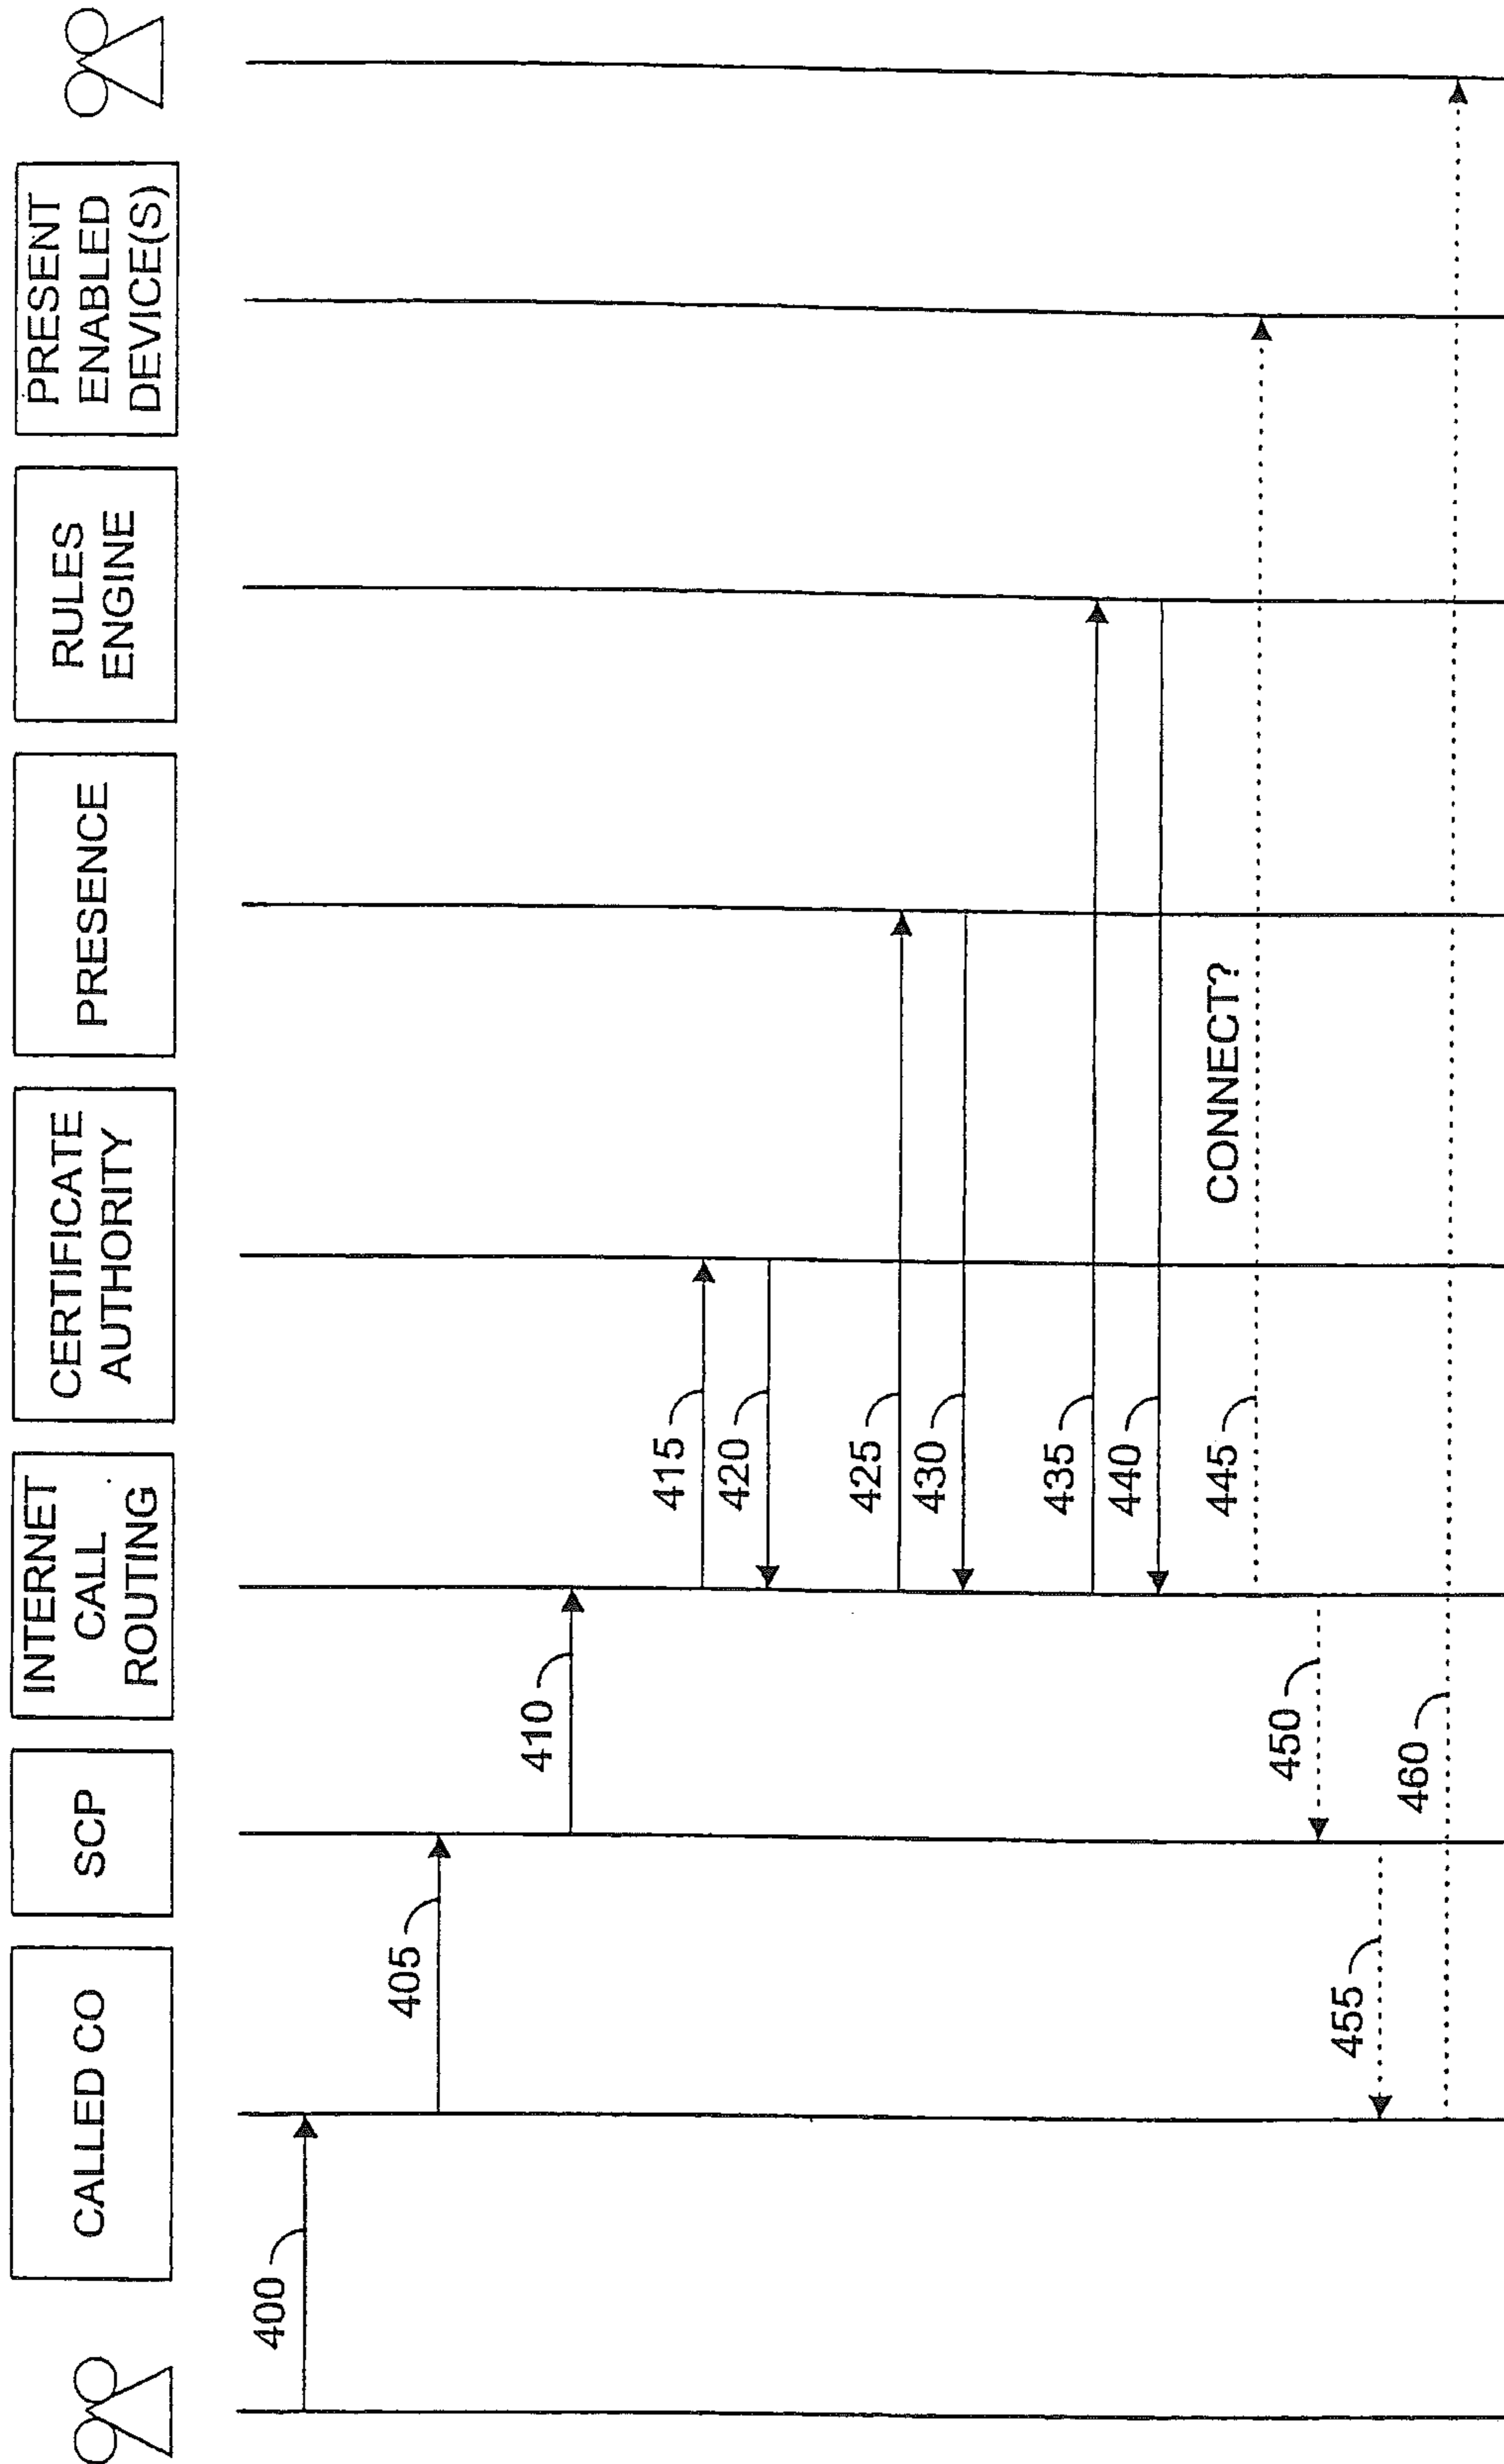 CALLED CO
SCP
INTERNET
CALL
ROUTING
CERTIFICATE
AUTHORITY
PRESENCE
RULES
ENGINE
PRESENT
ENABLED
DEVICE(S)
400
405
410
415
420
425
430
435
440
CONNECT?
445
450
455
460